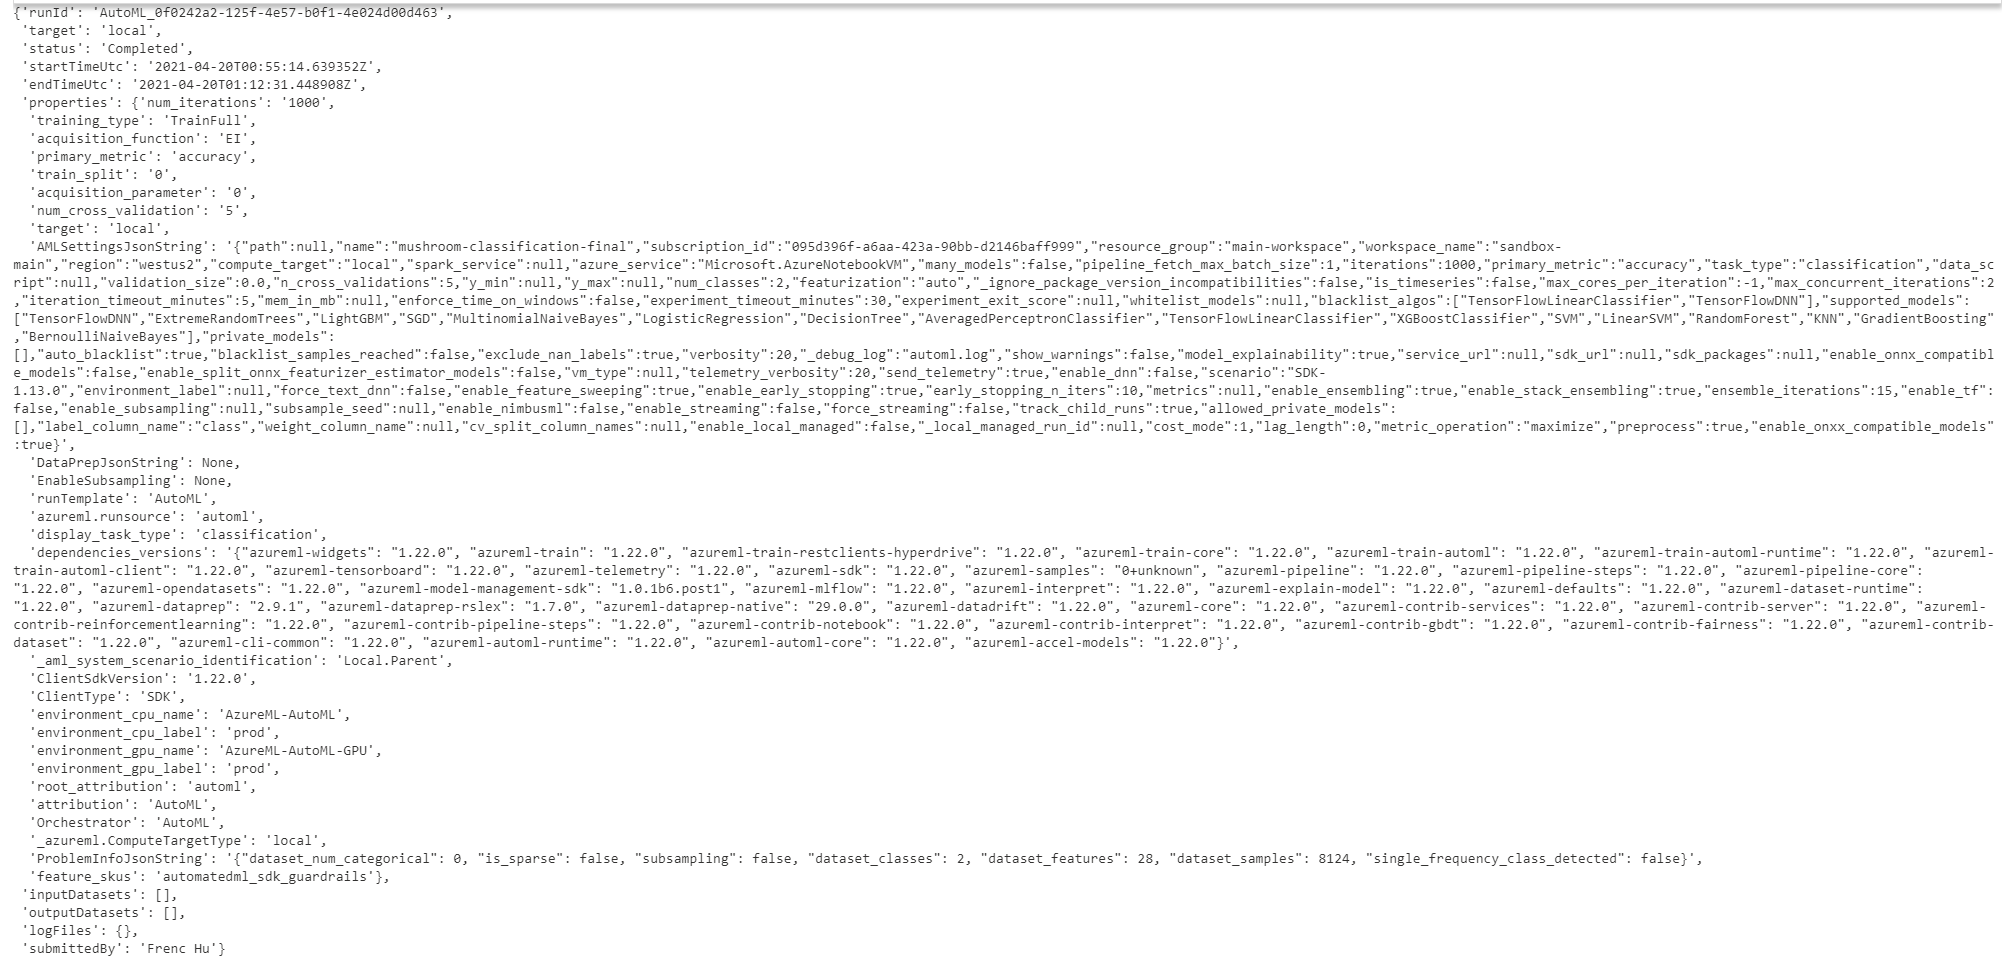 {'runId': 'AutoML_0f0242a2-125f-4e57-b0f1-4e024d00d463',
 'target': 'local',
 'status': 'Completed',
 'startTimeUtc': '2021-04-20T00:55:14.639352Z',
 'endTimeUtc': '2021-04-20T01:12:31.448908Z',
 'properties': {'num_iterations': '1000',
  'training_type': 'TrainFull',
  'acquisition_function': 'EI',
  'primary_metric': 'accuracy',
  'train_split': '0',
  'acquisition_parameter': '0',
  'num_cross_validation': '5',
  'target': 'local',
  'AMLSettingsJsonString': '{"path":null,"name":"mushroom-classification-final","subscription_id":"095d396f-a6aa-423a-90bb-d2146baff999","resource_group":"main-workspace","workspace_name":"sandbox-
main","region":"westus2","compute_target":"local","spark_service":null,"azure_service":"Microsoft.AzureNotebookVM","many_models":false,"pipeline_fetch_max_batch_size":1,"iterations":1000,"primary_metric":"accuracy","task_type":"classification","data_sc
ript":null,"validation_size":0.0,"n_cross_validations":5,"y_min":null,"y_max":null,"num_classes":2,"featurization":"auto","_ignore_package_version_incompatibilities":false,"is_timeseries":false,"max_cores_per_iteration":-1,"max_concurrent_iterations":2
,"iteration_timeout_minutes":5,"mem_in_mb":null,"enforce_time_on_windows":false,"experiment_timeout_minutes":30,"experiment_exit_score":null,"whitelist_models":null,"blacklist_algos":["TensorFlowLinearClassifier","TensorFlowDNN"],"supported_models":
["TensorFlowDNN","ExtremeRandomTrees","LightGBM","SGD","MultinomialNaiveBayes","LogisticRegression","DecisionTree","AveragedPerceptronClassifier","TensorFlowLinearClassifier","XGBoostClassifier","SVM","LinearSVM","RandomForest","KNN","GradientBoosting"
,"BernoulliNaiveBayes"],"private_models":
[],"auto_blacklist":true,"blacklist_samples_reached":false,"exclude_nan_labels":true,"verbosity":20,"_debug_log":"automl.log","show_warnings":false,"model_explainability":true,"service_url":null,"sdk_url":null,"sdk_packages":null,"enable_onnx_compatibl
e_models":false,"enable_split_onnx_featurizer_estimator_models":false,"vm_type":null,"telemetry_verbosity":20,"send_telemetry":true,"enable_dnn":false,"scenario":"SDK-
1.13.0","environment_label":null,"force_text_dnn":false,"enable_feature_sweeping":true,"enable_early_stopping":true,"early_stopping_n_iters":10,"metrics":null,"enable_ensembling":true,"enable_stack_ensembling":true,"ensemble_iterations":15,"enable_tf":
false,"enable_subsampling":null,"subsample_seed":null,"enable_nimbusml":false,"enable_streaming":false,"force_streaming":false,"track_child_runs":true,"allowed_private_models":
[],"label_column_name":"class","weight_column_name":null,"cv_split_column_names":null,"enable_local_managed":false,"_local_managed_run_id":null,"cost_mode":1,"lag_length":0,"metric_operation":"maximize","preprocess":true,"enable_onxx_compatible_models"
:true}',
  'DataPrepJsonString': None,
  'EnableSubsampling': None,
  'runTemplate': 'AutoML',
  'azureml.runsource': 'automl',
  'display_task_type': 'classification',
  'dependencies_versions': '{"azureml-widgets": "1.22.0", "azureml-train": "1.22.0", "azureml-train-restclients-hyperdrive": "1.22.0", "azureml-train-core": "1.22.0", "azureml-train-automl": "1.22.0", "azureml-train-automl-runtime": "1.22.0", "azureml-
train-automl-client": "1.22.0", "azureml-tensorboard": "1.22.0", "azureml-telemetry": "1.22.0", "azureml-sdk": "1.22.0", "azureml-samples": "0+unknown", "azureml-pipeline": "1.22.0", "azureml-pipeline-steps": "1.22.0", "azureml-pipeline-core":
"1.22.0", "azureml-opendatasets": "1.22.0", "azureml-model-management-sdk": "1.0.1b6.post1", "azureml-mlflow": "1.22.0", "azureml-interpret": "1.22.0", "azureml-explain-model": "1.22.0", "azureml-defaults": "1.22.0", "azureml-dataset-runtime":
"1.22.0", "azureml-dataprep": "2.9.1", "azureml-dataprep-rslex": "1.7.0", "azureml-dataprep-native": "29.0.0", "azureml-datadrift": "1.22.0", "azureml-core": "1.22.0", "azureml-contrib-services": "1.22.0", "azureml-contrib-server": "1.22.0", "azureml-
contrib-reinforcementlearning": "1.22.0", "azureml-contrib-pipeline-steps": "1.22.0", "azureml-contrib-notebook": "1.22.0", "azureml-contrib-interpret": "1.22.0", "azureml-contrib-gbdt": "1.22.0", "azureml-contrib-fairness": "1.22.0", "azureml-contrib-
dataset": "1.22.0", "azureml-cli-common": "1.22.0", "azureml-automl-runtime": "1.22.0", "azureml-automl-core": "1.22.0", "azureml-accel-models": "1.22.0"}',
  '_aml_system_scenario_identification': 'Local.Parent',
  'ClientSdkVersion': '1.22.0',
  'ClientType': 'SDK',
  'environment_cpu_name': 'AzureML-AutoML',
  'environment_cpu_label': 'prod',
  'environment_gpu_name': 'AzureML-AutoML-GPU',
  'environment_gpu_label': 'prod',
  'root_attribution': 'automl',
  'attribution': 'AutoML',
  'Orchestrator': 'AutoML',
  '_azureml.ComputeTargetType': 'local',
  'ProblemInfoJsonString': '{"dataset_num_categorical": 0, "is_sparse": false, "subsampling": false, "dataset_classes": 2, "dataset_features": 28, "dataset_samples": 8124, "single_frequency_class_detected": false}',
  'feature_skus': 'automatedml_sdk_guardrails'},
 'inputDatasets': [],
 'outputDatasets': [],
 'logFiles': {},
 'submittedBy': 'Frenc Hu'}